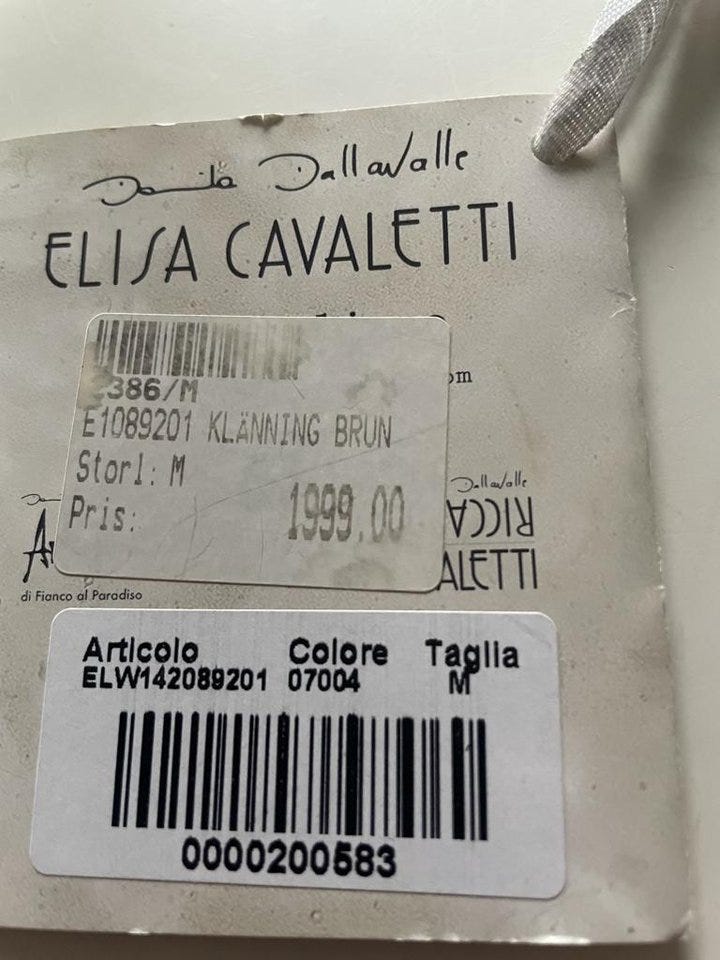 Daniela Dallavalle
ELISA CAVALETTI
om
386/M
E1089201 KLÄNNING BRUN
Storl: M
Pris: 1999.00
Dallavalle
RICCA
ALETTI
di Fianco al Paradiso
Articolo Colore Taglia
ELW142089201 07004 M
0000200583